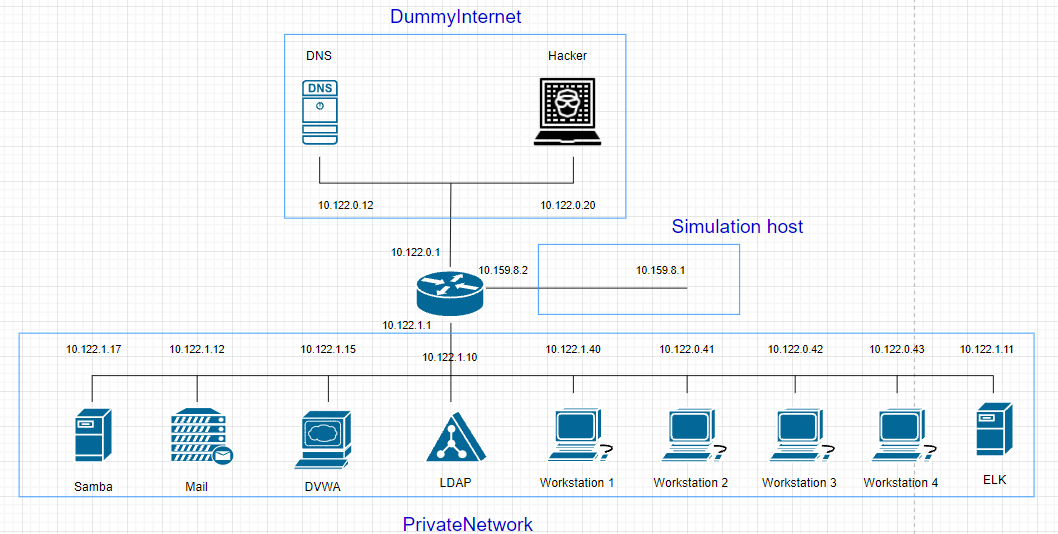 DummyInternet
DNS
Hacker
DNS
10.122.0.12
10.122.0.20
Simulation host
10.122.0.1
10.159.8.2
10.159.8.1
10.122.1.1
10.122.1.17
10.122.1.12
10.122.1.15
10.122.1.10
10.122.1.40
10.122.0.41
10.122.0.42
10.122.0.43
10.122.1.11
Samba
Mail
DVWA
LDAP
Workstation 1
Workstation 2
Workstation 3
Workstation 4
ELK
PrivateNetwork